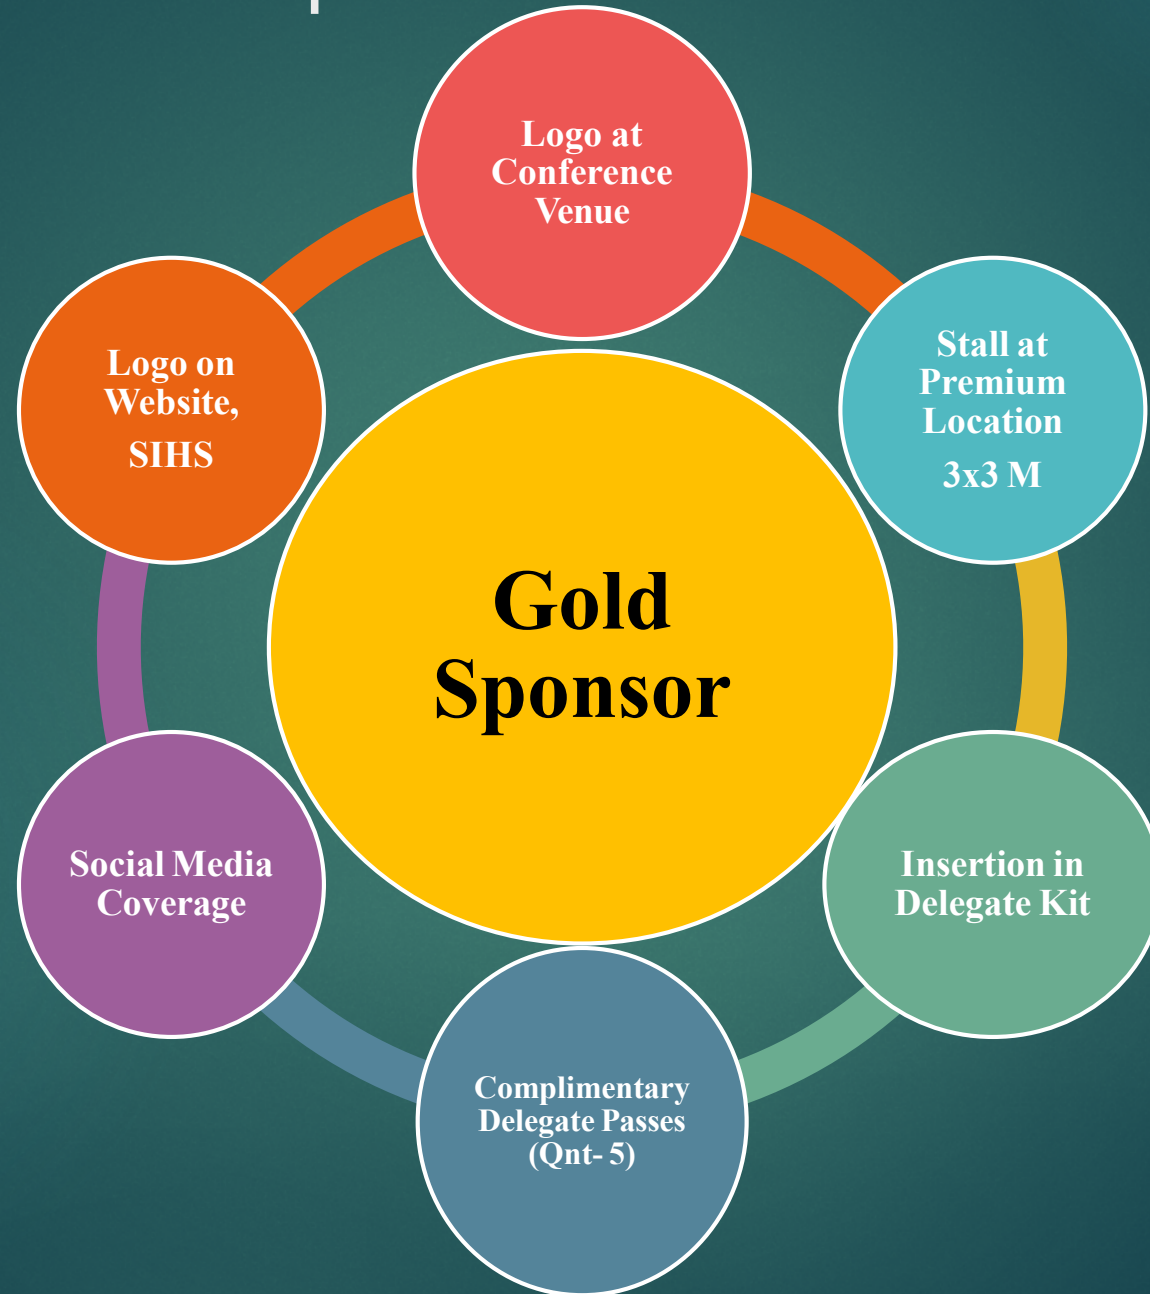 Logo at
Conference
Venue
Stall at
Premium
Location
3x3 M
Insertion in
Delegate Kit
Complimentary
Delegate Passes
(Qnt- 5)
Social Media
Coverage
Logo on
Website,
SIHS
Gold
Sponsor